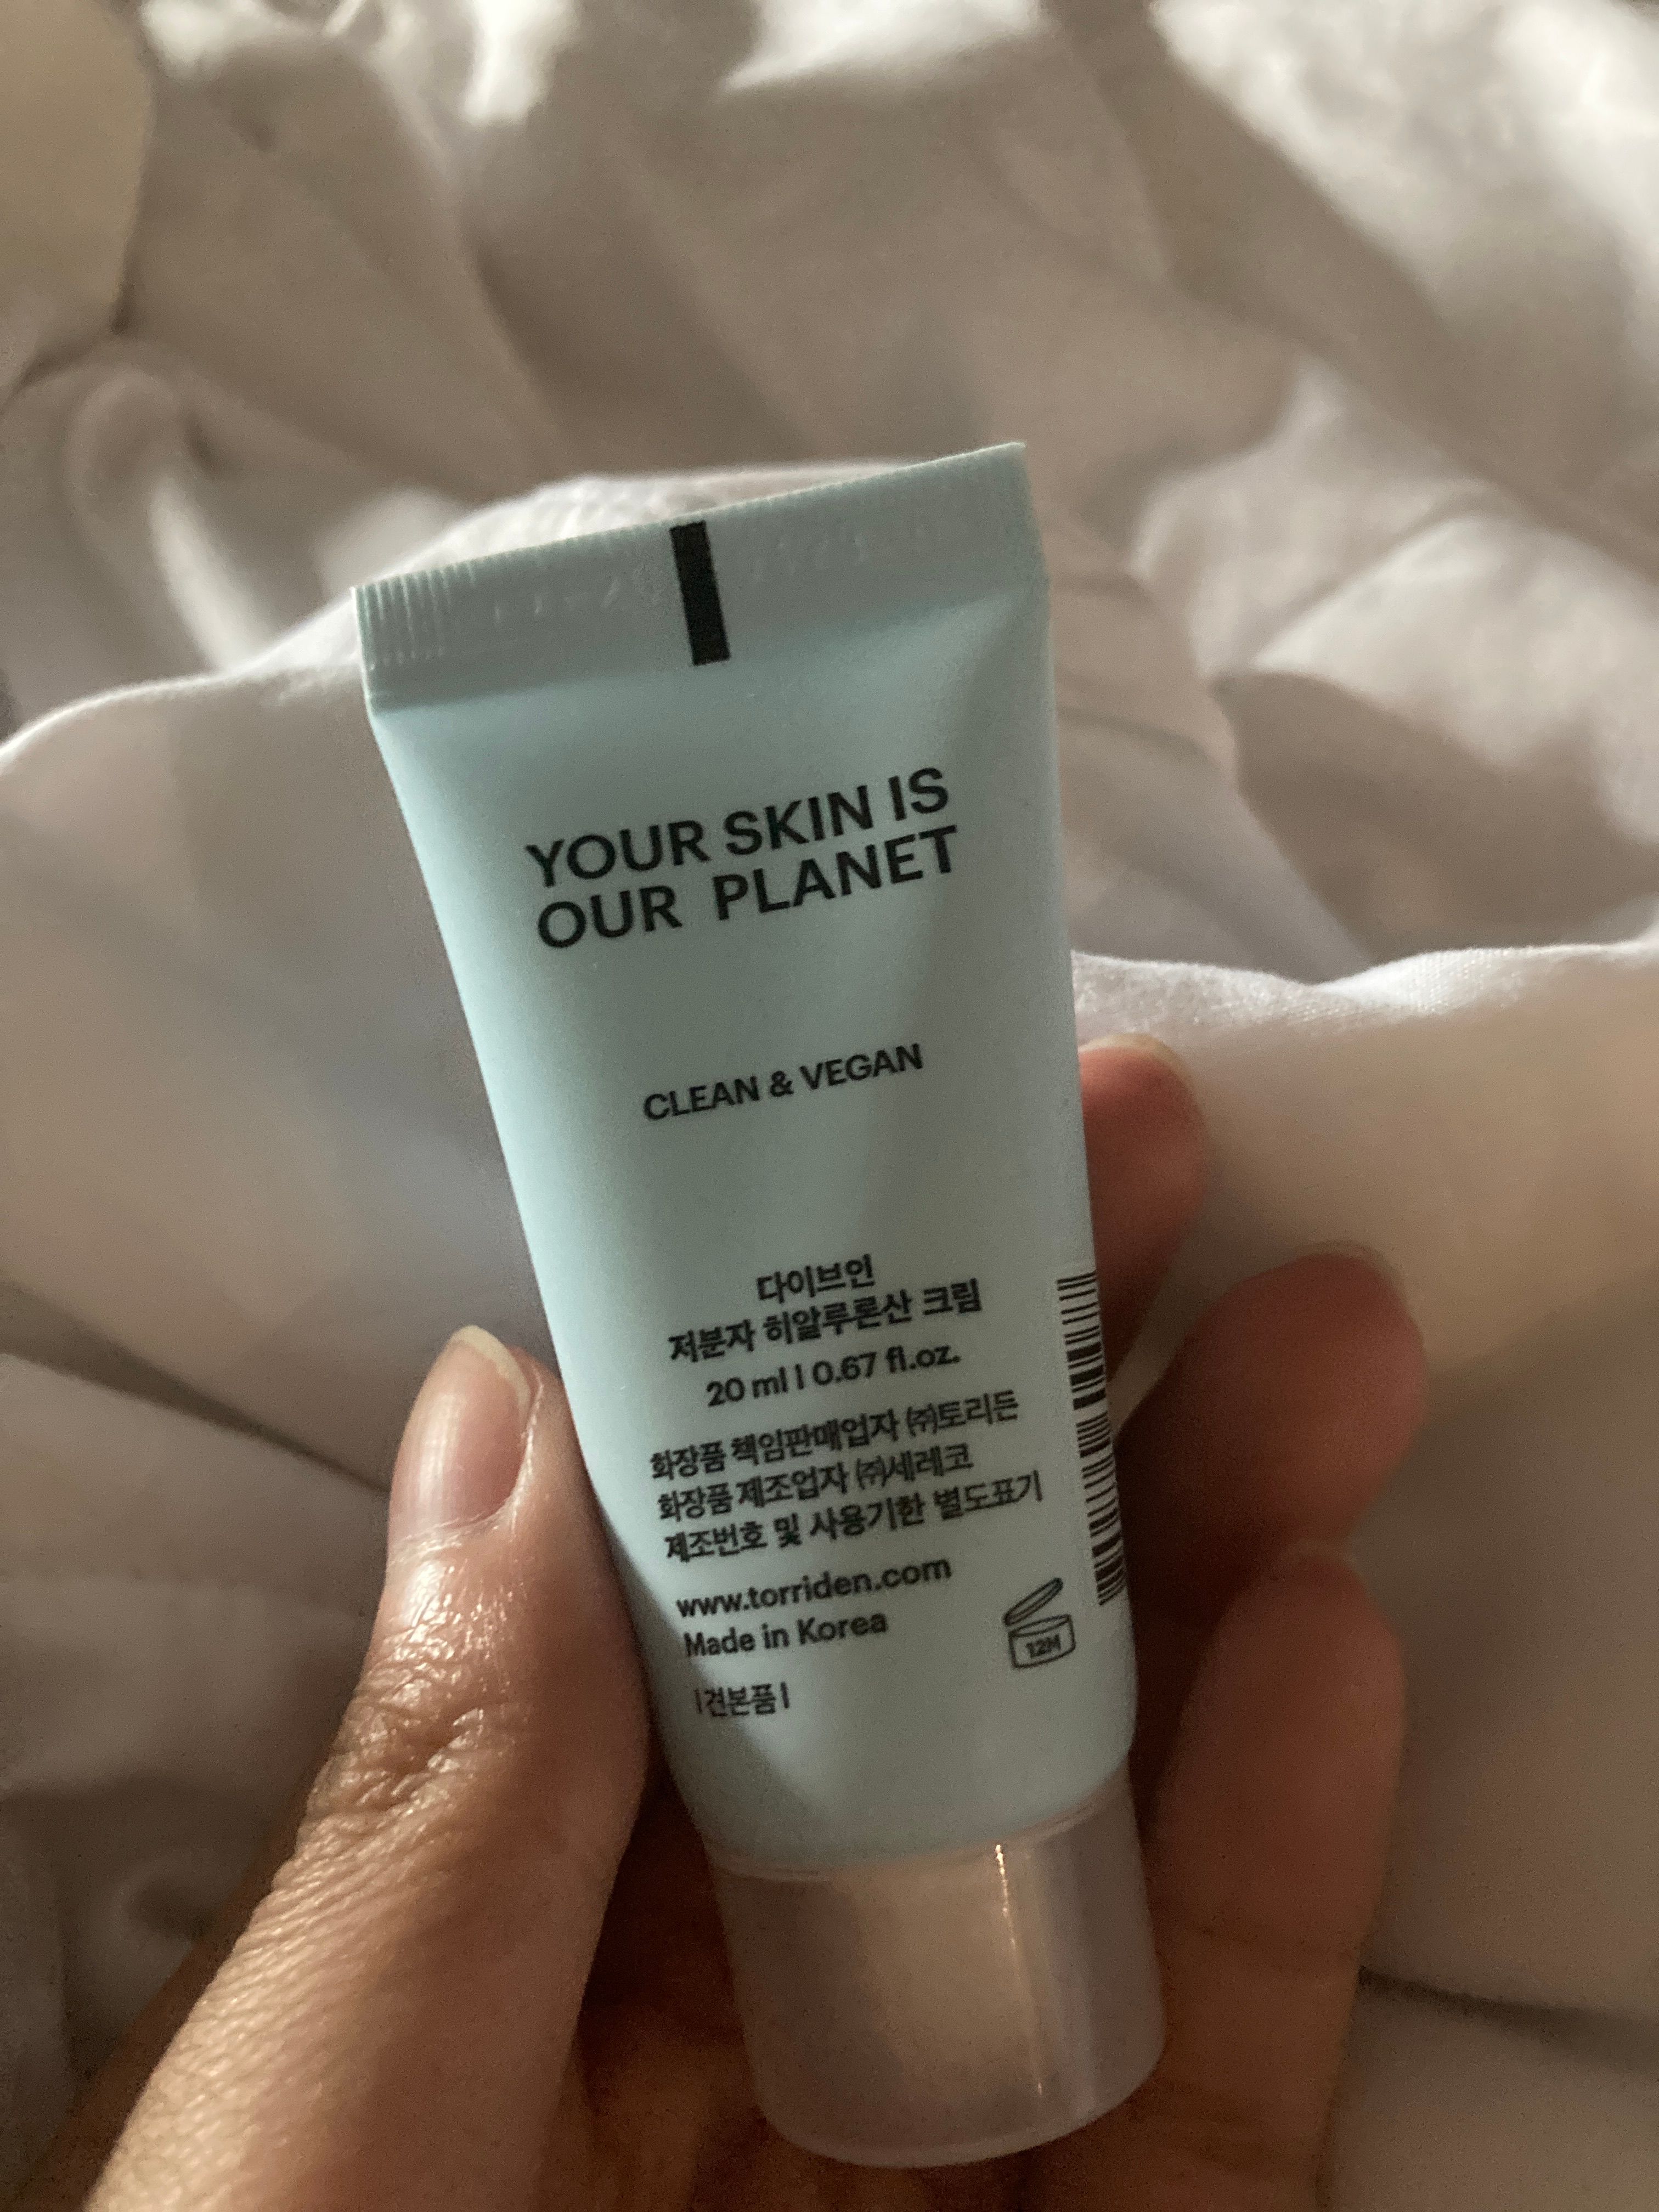 YOUR SKIN IS
OUR PLANET
CLEAN & VEGAN
다이브인
저분자 히알루론산 크림
20 ml | 0.67 fl.oz.
화장품 책임판매업자 ㈜토리든
화장품 제조업자 ㈜세레코
제조번호 및 사용기한 별도표기
www.torriden.com
Made in Korea
12M
|견본품|